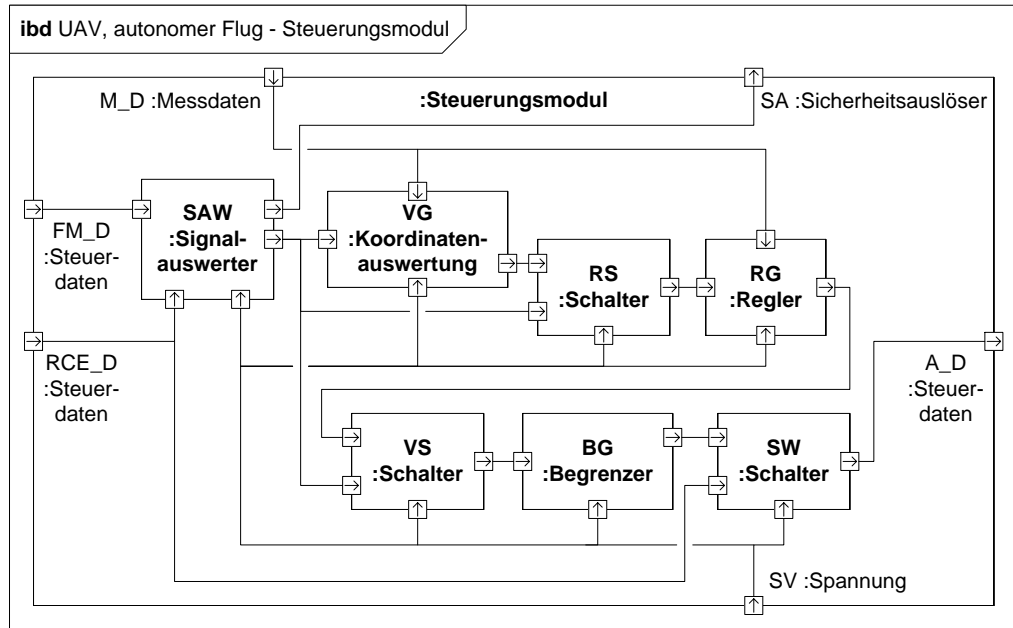 ibd UAV, autonomer Flug - Steuerungsmodul
M_D :Messdaten
:Steuerungsmodul
SA :Sicherheitsauslöser
FM_D
:Steuer-
daten
SAW
:Signal-
auswerter
VG
:Koordinaten-
auswertung
RS
:Schalter
RG
:Regler
RCE_D
:Steuer-
daten
A_D
:Steuer-
daten
VS
:Schalter
BG
:Begrenzer
SW
:Schalter
SV :Spannung